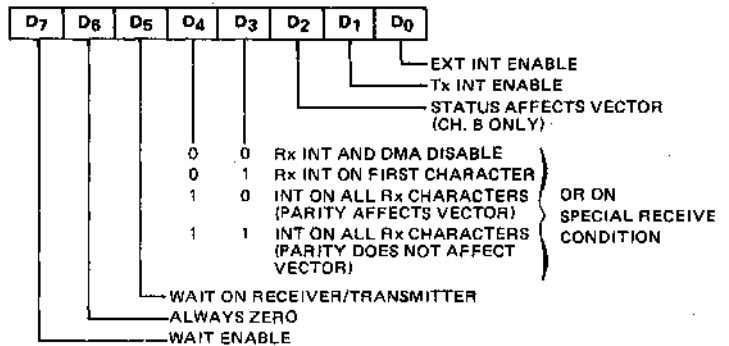 D7 D6 D5 D4 D3 D2 D1 D0
EXT INT ENABLE
Tx INT ENABLE
STATUS AFFECTS VECTOR
(CH. B ONLY)
0 0 Rx INT AND DMA DISABLE
0 1 Rx INT ON FIRST CHARACTER
1 0 INT ON ALL Rx CHARACTERS
(PARITY AFFECTS VECTOR)
1 1 INT ON ALL Rx CHARACTERS
(PARITY DOES NOT AFFECT
VECTOR)
OR ON
SPECIAL RECEIVE
CONDITION
WAIT ON RECEIVER/TRANSMITTER
ALWAYS ZERO
WAIT ENABLE